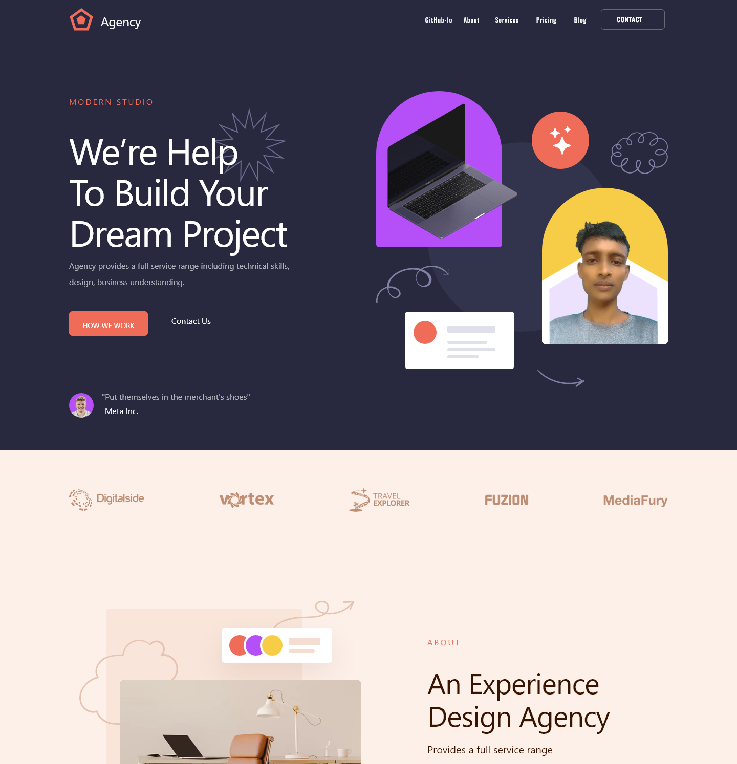 Agency
GitHub-Io About Services Pricing Blog CONTACT
MODERN STUDIO
We're Help
To Build Your
Dream Project
Agency provides a full service range including technical skills,
design, business understanding.
HOW WE WORK
Contact Us
"Put themselves in the merchant's shoes"
Meta Inc.
Digitalside
vortex
TRAVEL
EXPLORER
FUZION
MediaFury
ABOUT
An Experience
Design Agency
Provides a full service range